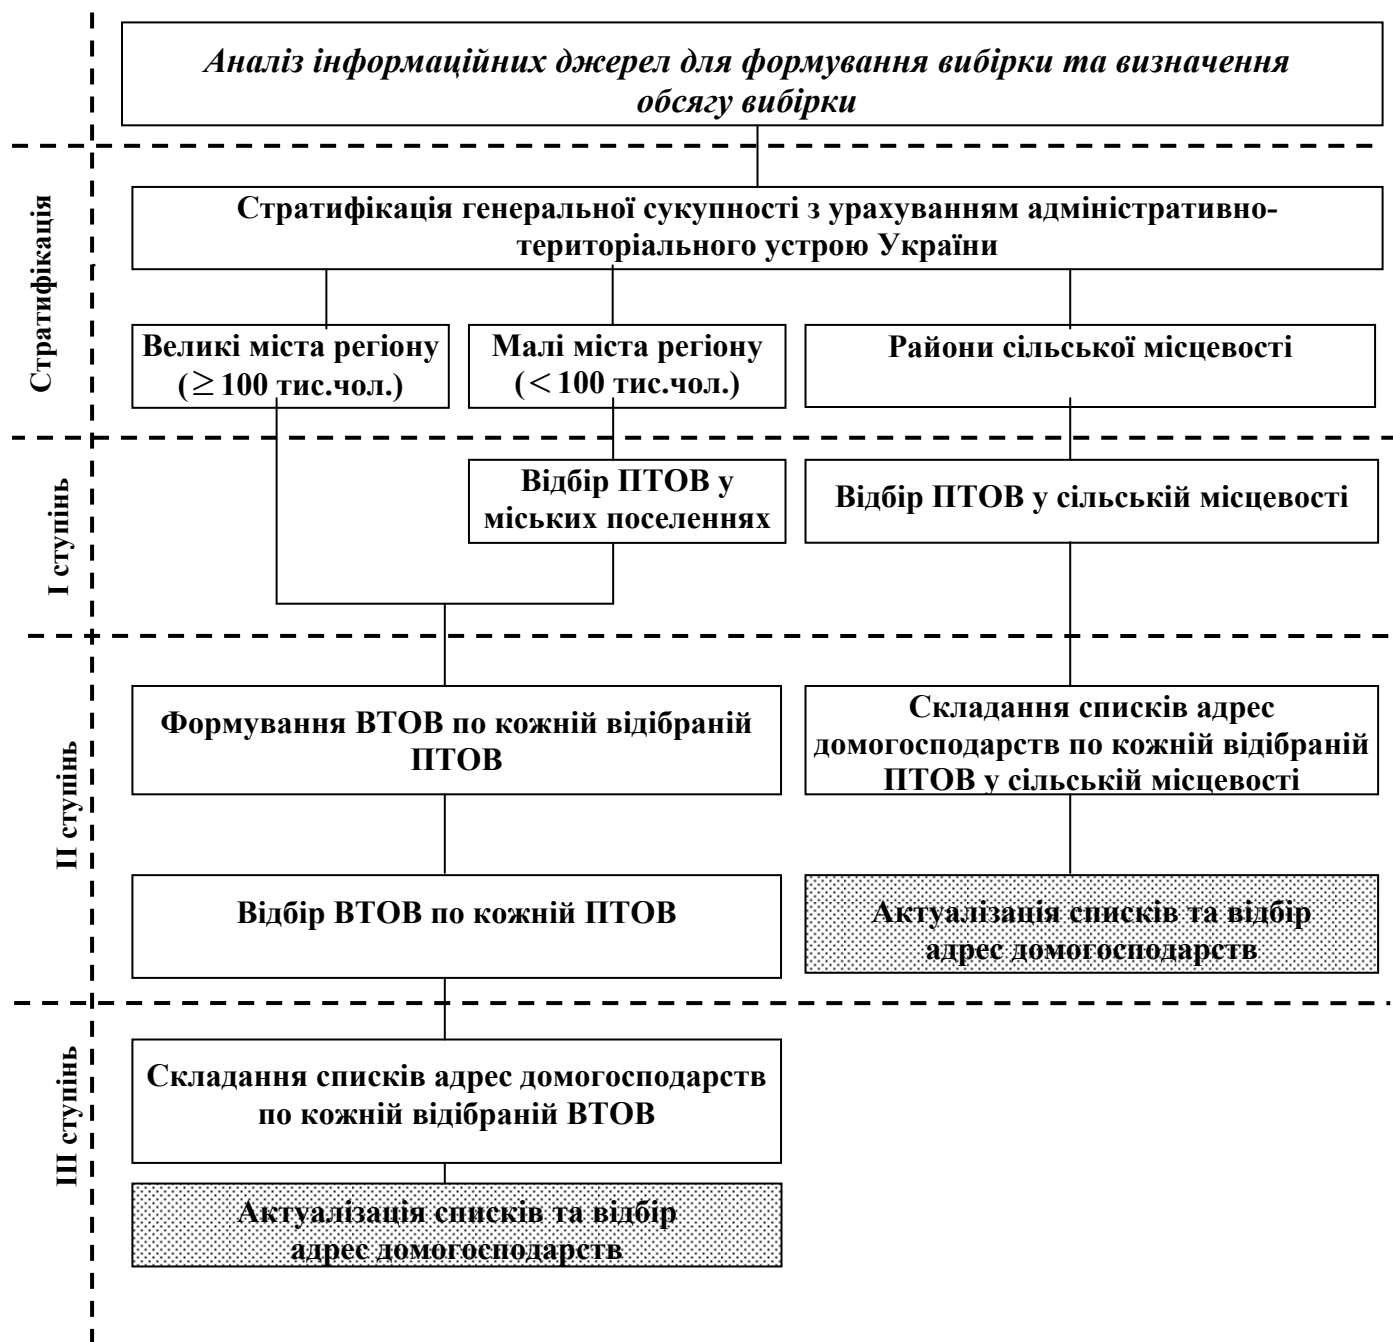 Аналіз інформаційних джерел для формування вибірки та визначення
обсягу вибірки
Стратифікація
Стратифікація генеральної сукупності з урахуванням адміністративно-
територіального устрою України
Великі міста регіону
(≥ 100 тис.чол.)
Малі міста регіону
(< 100 тис.чол.)
Райони сільської місцевості
I ступінь
Відбір ПТОВ у
міських поселеннях
Відбір ПТОВ у сільській місцевості
II ступінь
Формування ВТОВ по кожній відібраній
ПТОВ
Складання списків адрес
домогосподарств по кожній відібраній
ПТОВ у сільській місцевості
Відбір ВТОВ по кожній ПТОВ
Актуалізація списків та відбір
адрес домогосподарств
III ступінь
Складання списків адрес домогосподарств
по кожній відібраній ВТОВ
Актуалізація списків та відбір
адрес домогосподарств